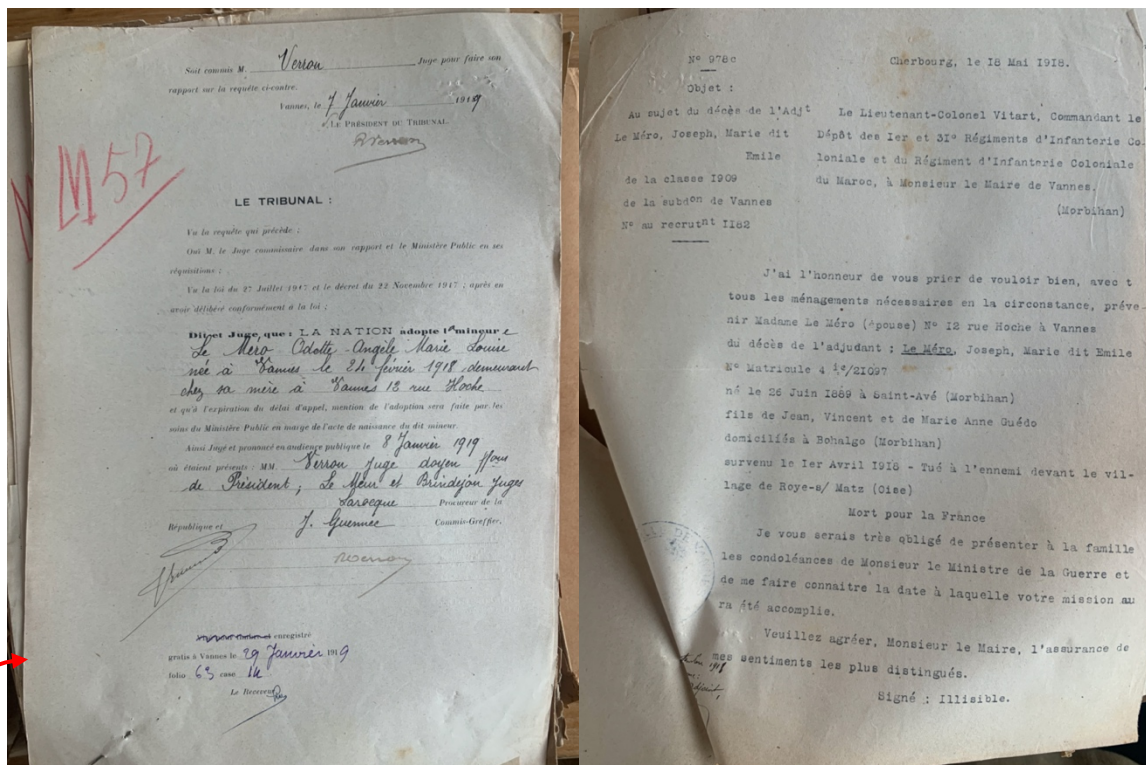 Soit commis M. Verron Juge pour faire son
rapport sur la requête ci-contre.
Vannes, le 7 Janvier 1919
LE PRÉSIDENT DU TRIBUNAL.
RVerron
M57
LE TRIBUNAL :
Vu la requête qui précède ;
Ouï M. le Juge commissaire dans son rapport et le Ministère Public en ses
réquisitions ;
Vu la loi du 27 Juillet 1917 et le décret du 22 Novembre 1917 ; après en
avoir délibéré conformément à la loi ;
Dit et Juge que : LA NATION adopte le mineur e
Le Méro Odette-Angèle Marie Louise
née à Vannes le 24 février 1918 demeurant
chez sa mère à Vannes 12 rue Hoche
et qu'à l'expiration du délai d'appel, mention de l'adoption sera faite par les
soins du Ministère Public en marge de l'acte de naissance du dit mineur.
Ainsi Jugé et prononcé en audience publique le 8 Janvier 1919
où étaient présents : MM. Verron Juge doyen ffons
de Président ; Le Meur et Brindejon Juges
Larocque Procureur de la
République et J. Guennec Commis-Greffier.
RVerron
enregistré
gratis à Vannes le 29 Janvier 1919
folio 63 case 14
Le Receveur
N° 978c
Cherbourg, le 18 Mai 1918.
Objet :
Au sujet du décès de l'Adjt
Le Méro, Joseph, Marie dit
Emile
de la classe 1909
de la subdon de Vannes
N° au recrutnt 1182
Le Lieutenant-Colonel Vitart, Commandant le
Dépôt des Ier et 31° Régiments d'Infanterie Co
loniale et du Régiment d'Infanterie Coloniale
du Maroc, à Monsieur le Maire de Vannes.
(Morbihan)
J'ai l'honneur de vous prier de vouloir bien, avec t
tous les ménagements nécessaires en la circonstance, préve-
nir Madame Le Méro (épouse) N° 12 rue Hoche à Vannes
du décès de l'adjudant : Le Méro, Joseph, Marie dit Emile
N° Matricule 4 ic/21097
né le 26 Juin 1889 à Saint-Avé (Morbihan)
fils de Jean, Vincent et de Marie Anne Guédo
domiciliés à Bohalgo (Morbihan)
survenu le Ier Avril 1918 - Tué à l'ennemi devant le vil-
lage de Roye-s/ Matz (Oise)
Mort pour la France
Je vous serais très obligé de présenter à la famille
les condoléances de Monsieur le Ministre de la Guerre et
de me faire connaitre la date à laquelle votre mission au
ra été accomplie.
Veuillez agréer, Monsieur le Maire, l'assurance de
mes sentiments les plus distingués.
Signé : Illisible.